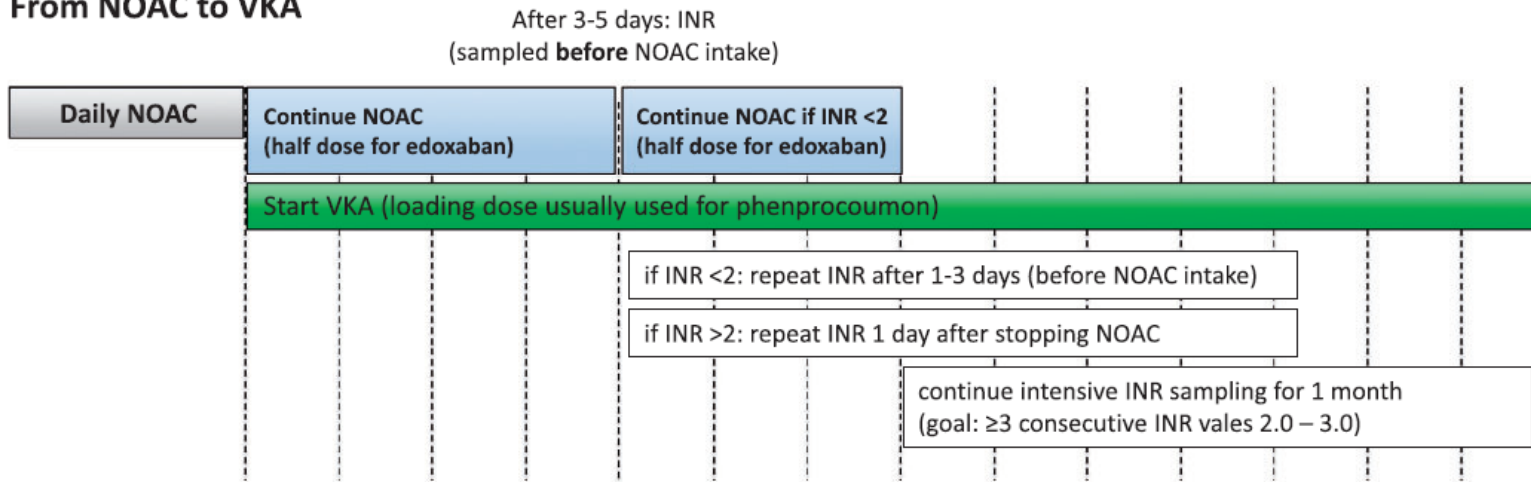 From NOAC to VKA
After 3-5 days: INR
(sampled before NOAC intake)
Daily NOAC
Continue NOAC
(half dose for edoxaban)
Continue NOAC if INR <2
(half dose for edoxaban)
Start VKA (loading dose usually used for phenprocoumon)
if INR <2: repeat INR after 1-3 days (before NOAC intake)
if INR >2: repeat INR 1 day after stopping NOAC
continue intensive INR sampling for 1 month
(goal: ≥3 consecutive INR vales 2.0 – 3.0)